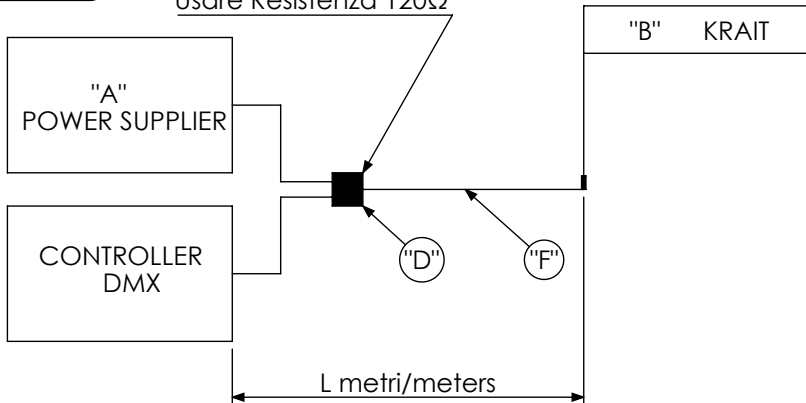 Usare Resistenza 120Ω
"B" KRAIT
"A"
POWER SUPPLIER
CONTROLLER
DMX
"D"
"F"
L metri/meters